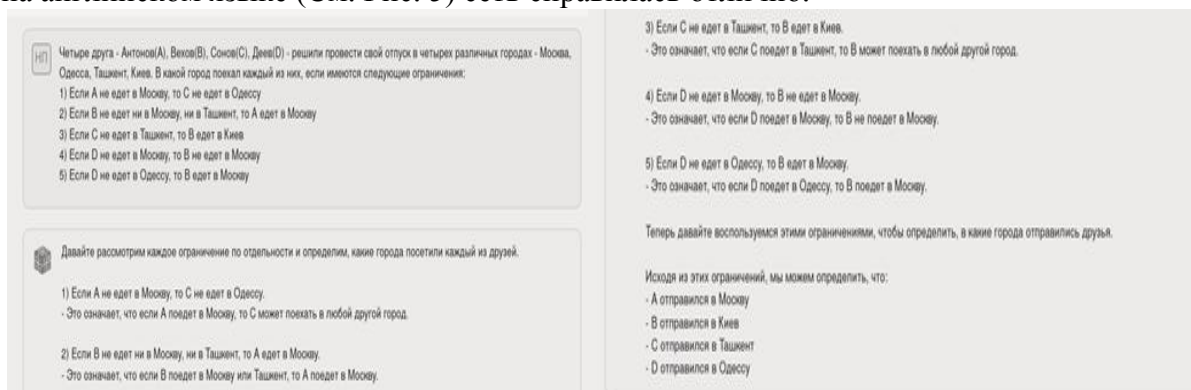 на английском языке (См. Рис. 5) есть справилась отлично.
НП
Четыре друга - Антонов(A), Вехов(B), Сонов(C), Деев(D) - решили провести свой отпуск в четырех различных городах - Москва,
Одесса, Ташкент, Киев. В какой город поехал каждый из них, если имеются следующие ограничения:
1) Если A не едет в Москву, то C не едет в Одессу
2) Если B не едет ни в Москву, ни в Ташкент, то A едет в Москву
3) Если C не едет в Ташкент, то B едет в Киев
4) Если D не едет в Москву, то B не едет в Москву
5) Если D не едет в Одессу, то B едет в Москву
Давайте рассмотрим каждое ограничение по отдельности и определим, какие города посетили каждый из друзей.
1) Если A не едет в Москву, то C не едет в Одессу.
- Это означает, что если A поедет в Москву, то C может поехать в любой другой город.
2) Если B не едет ни в Москву, ни в Ташкент, то A едет в Москву.
- Это означает, что если B поедет в Москву или Ташкент, то A поедет в Москву.
3) Если C не едет в Ташкент, то B едет в Киев.
- Это означает, что если C поедет в Ташкент, то B может поехать в любой другой город.
4) Если D не едет в Москву, то B не едет в Москву.
- Это означает, что если D поедет в Москву, то B не поедет в Москву.
5) Если D не едет в Одессу, то B едет в Москву.
- Это означает, что если D поедет в Одессу, то B поедет в Москву.
Теперь давайте воспользуемся этими ограничениями, чтобы определить, в какие города отправились друзья.
Исходя из этих ограничений, мы можем определить, что:
- A отправился в Москву
- B отправился в Киев
- C отправился в Ташкент
- D отправился в Одессу